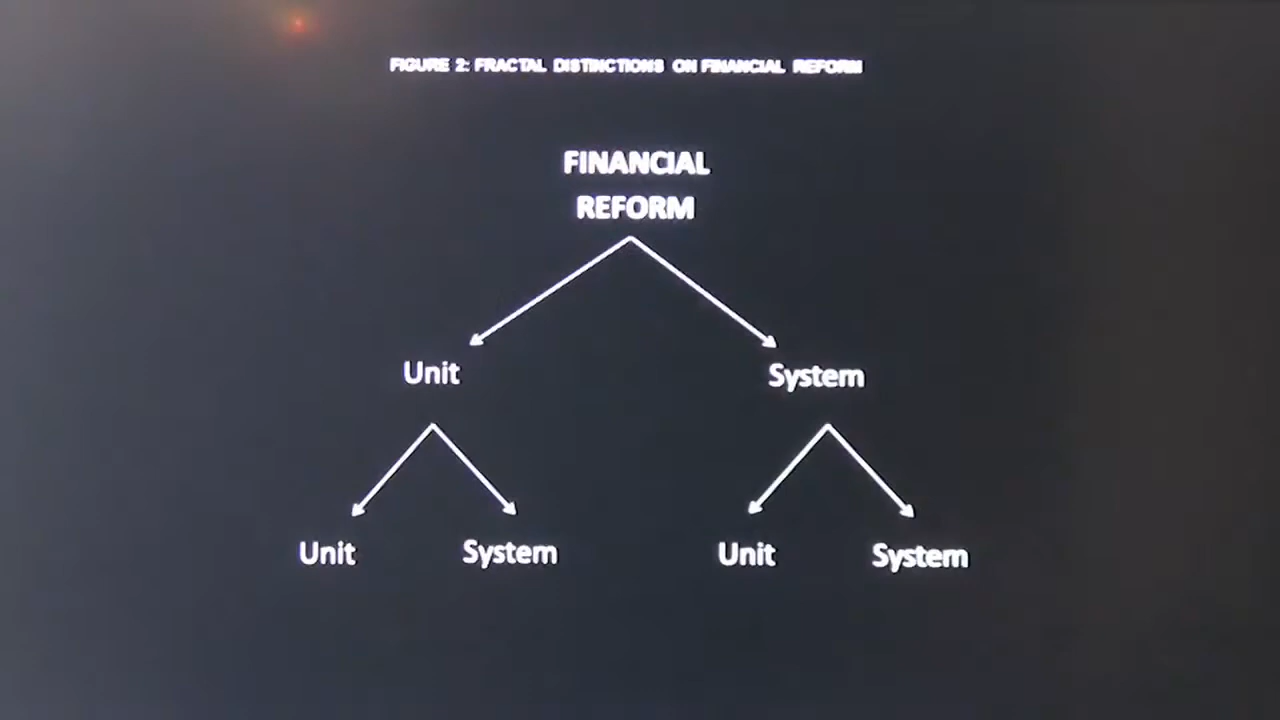 FIGURE 2: FRACTAL DISTINCTIONS ON FINANCIAL REFORM
FINANCIAL
REFORM
Unit System
Unit System Unit System